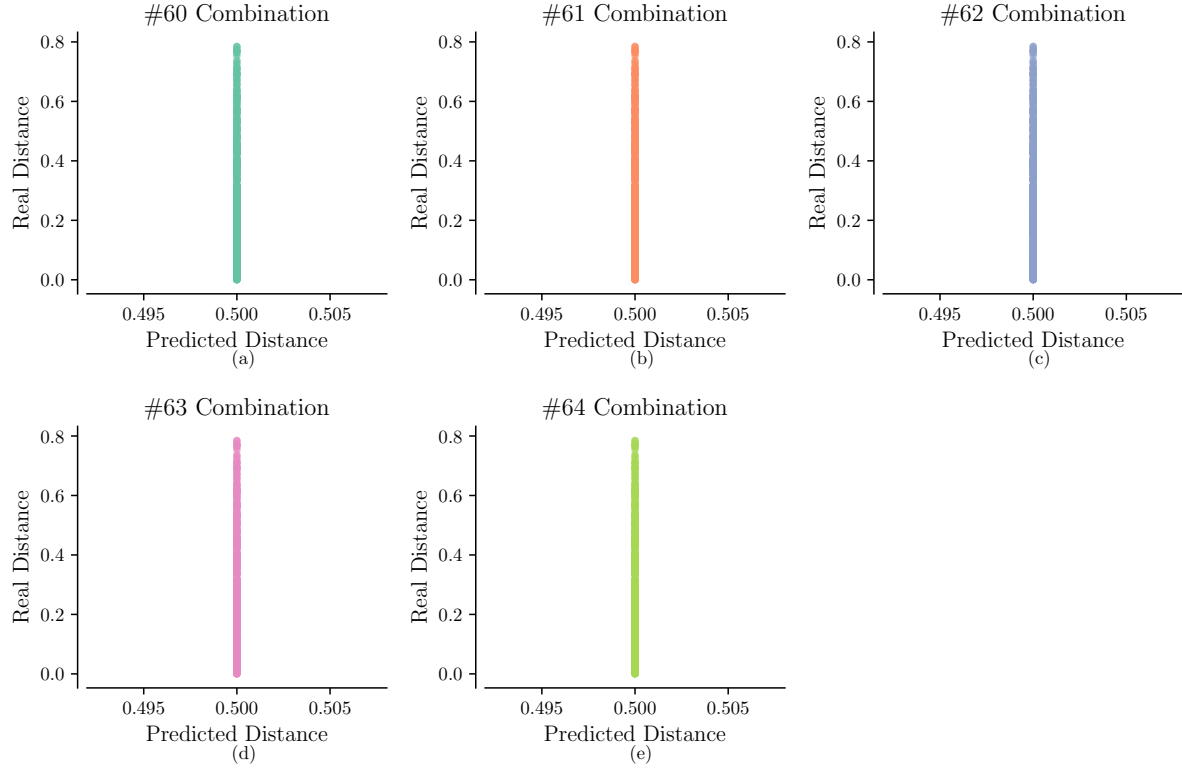 #60 Combination
0.8
0.6
0.4
0.2
0.0
Real Distance
0.495 0.500 0.505
Predicted Distance
(a)
#61 Combination
0.8
0.6
0.4
0.2
0.0
Real Distance
0.495 0.500 0.505
Predicted Distance
(b)
#62 Combination
0.8
0.6
0.4
0.2
0.0
Real Distance
0.495 0.500 0.505
Predicted Distance
(c)
#63 Combination
0.8
0.6
0.4
0.2
0.0
Real Distance
0.495 0.500 0.505
Predicted Distance
(d)
#64 Combination
0.8
0.6
0.4
0.2
0.0
Real Distance
0.495 0.500 0.505
Predicted Distance
(e)